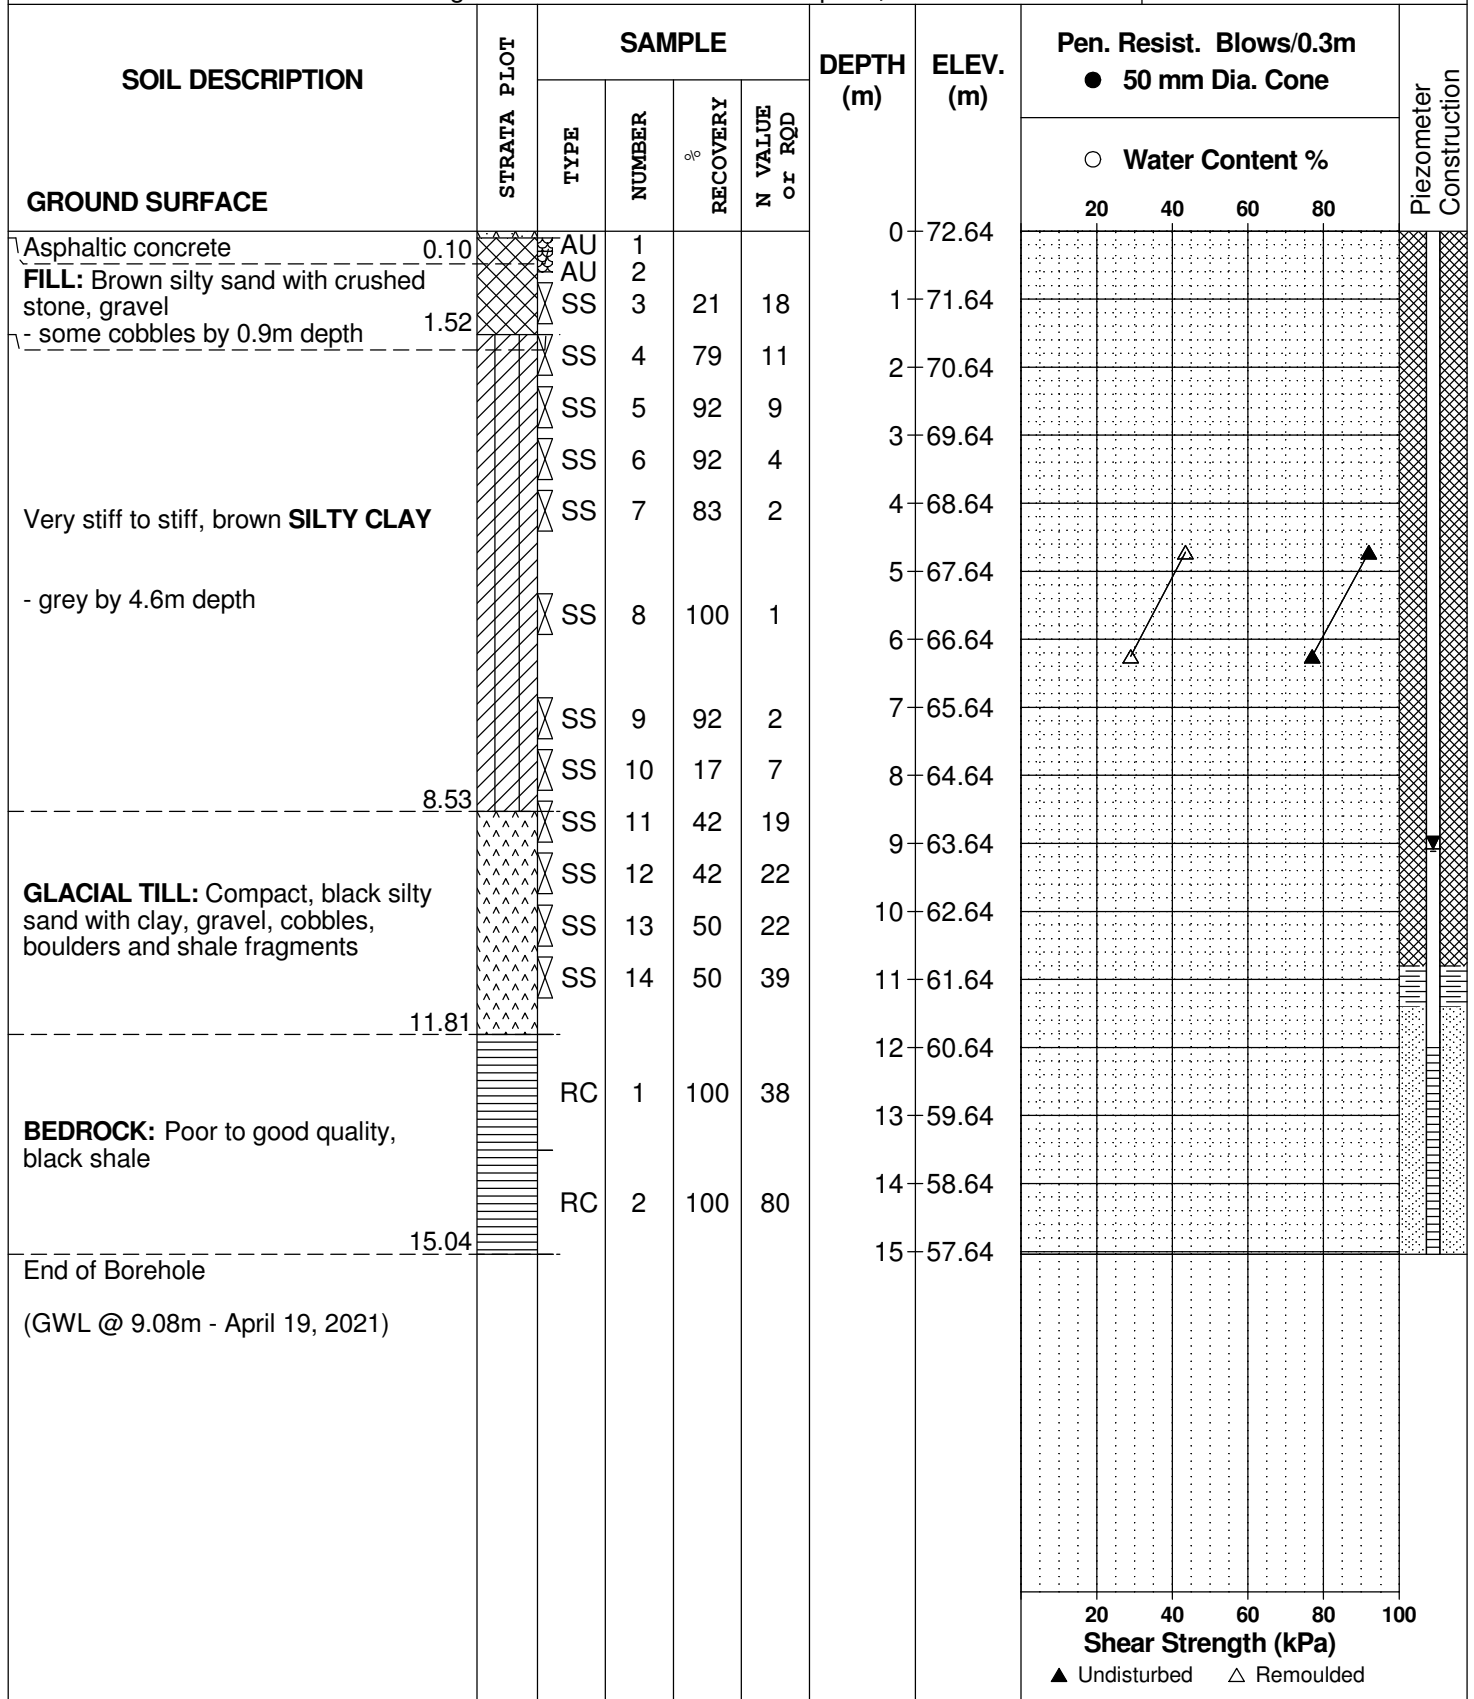 SOIL DESCRIPTION
GROUND SURFACE
STRATA PLOT
SAMPLE
TYPE
NUMBER
% RECOVERY
N VALUE or RQD
DEPTH (m)
ELEV. (m)
Pen. Resist. Blows/0.3m
● 50 mm Dia. Cone
○ Water Content %
20 40 60 80
Piezometer Construction
0 72.64
Asphaltic concrete 0.10
AU 1
FILL: Brown silty sand with crushed
stone, gravel
- some cobbles by 0.9m depth 1.52
AU 2
SS 3 21 18
1 71.64
SS 4 79 11
2 70.64
SS 5 92 9
3 69.64
SS 6 92 4
4 68.64
SS 7 83 2
Very stiff to stiff, brown SILTY CLAY
5 67.64
- grey by 4.6m depth
SS 8 100 1
6 66.64
7 65.64
SS 9 92 2
SS 10 17 7
8 64.64
8.53
SS 11 42 19
9 63.64
SS 12 42 22
GLACIAL TILL: Compact, black silty
sand with clay, gravel, cobbles,
boulders and shale fragments
10 62.64
SS 13 50 22
SS 14 50 39
11 61.64
11.81
12 60.64
RC 1 100 38
13 59.64
BEDROCK: Poor to good quality,
black shale
14 58.64
RC 2 100 80
15.04
15 57.64
End of Borehole
(GWL @ 9.08m - April 19, 2021)
20 40 60 80 100
Shear Strength (kPa)
▲ Undisturbed △ Remoulded